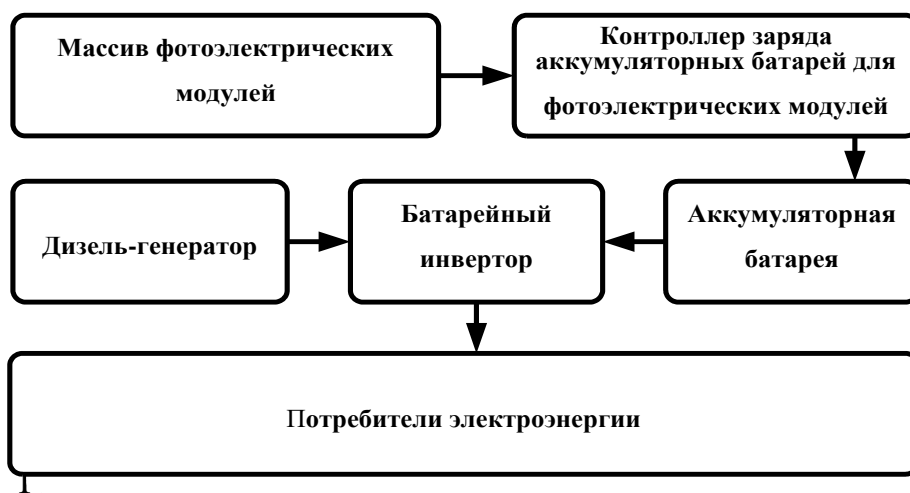 Массив фотоэлектрических
модулей
Контроллер заряда
аккумуляторных батарей для
фотоэлектрических модулей
Дизель-генератор
Батарейный
инвертор
Аккумуляторная
батарея
Потребители электроэнергии